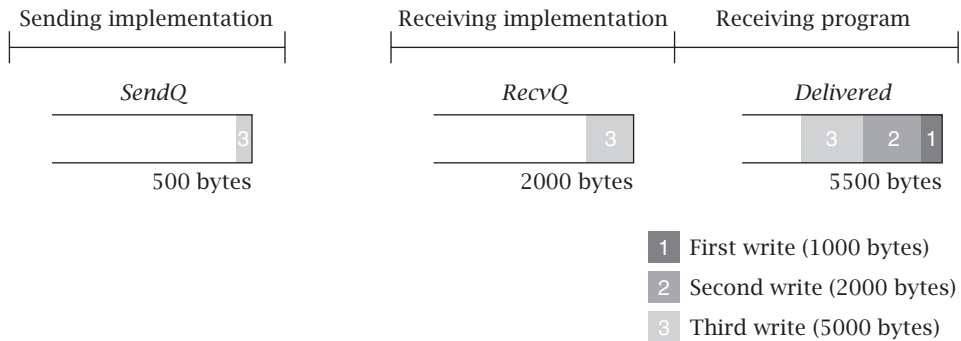 Sending implementation
Receiving implementation
Receiving program
SendQ
RecvQ
Delivered
3
3
3 2 1
500 bytes
2000 bytes
5500 bytes
1 First write (1000 bytes)
2 Second write (2000 bytes)
3 Third write (5000 bytes)